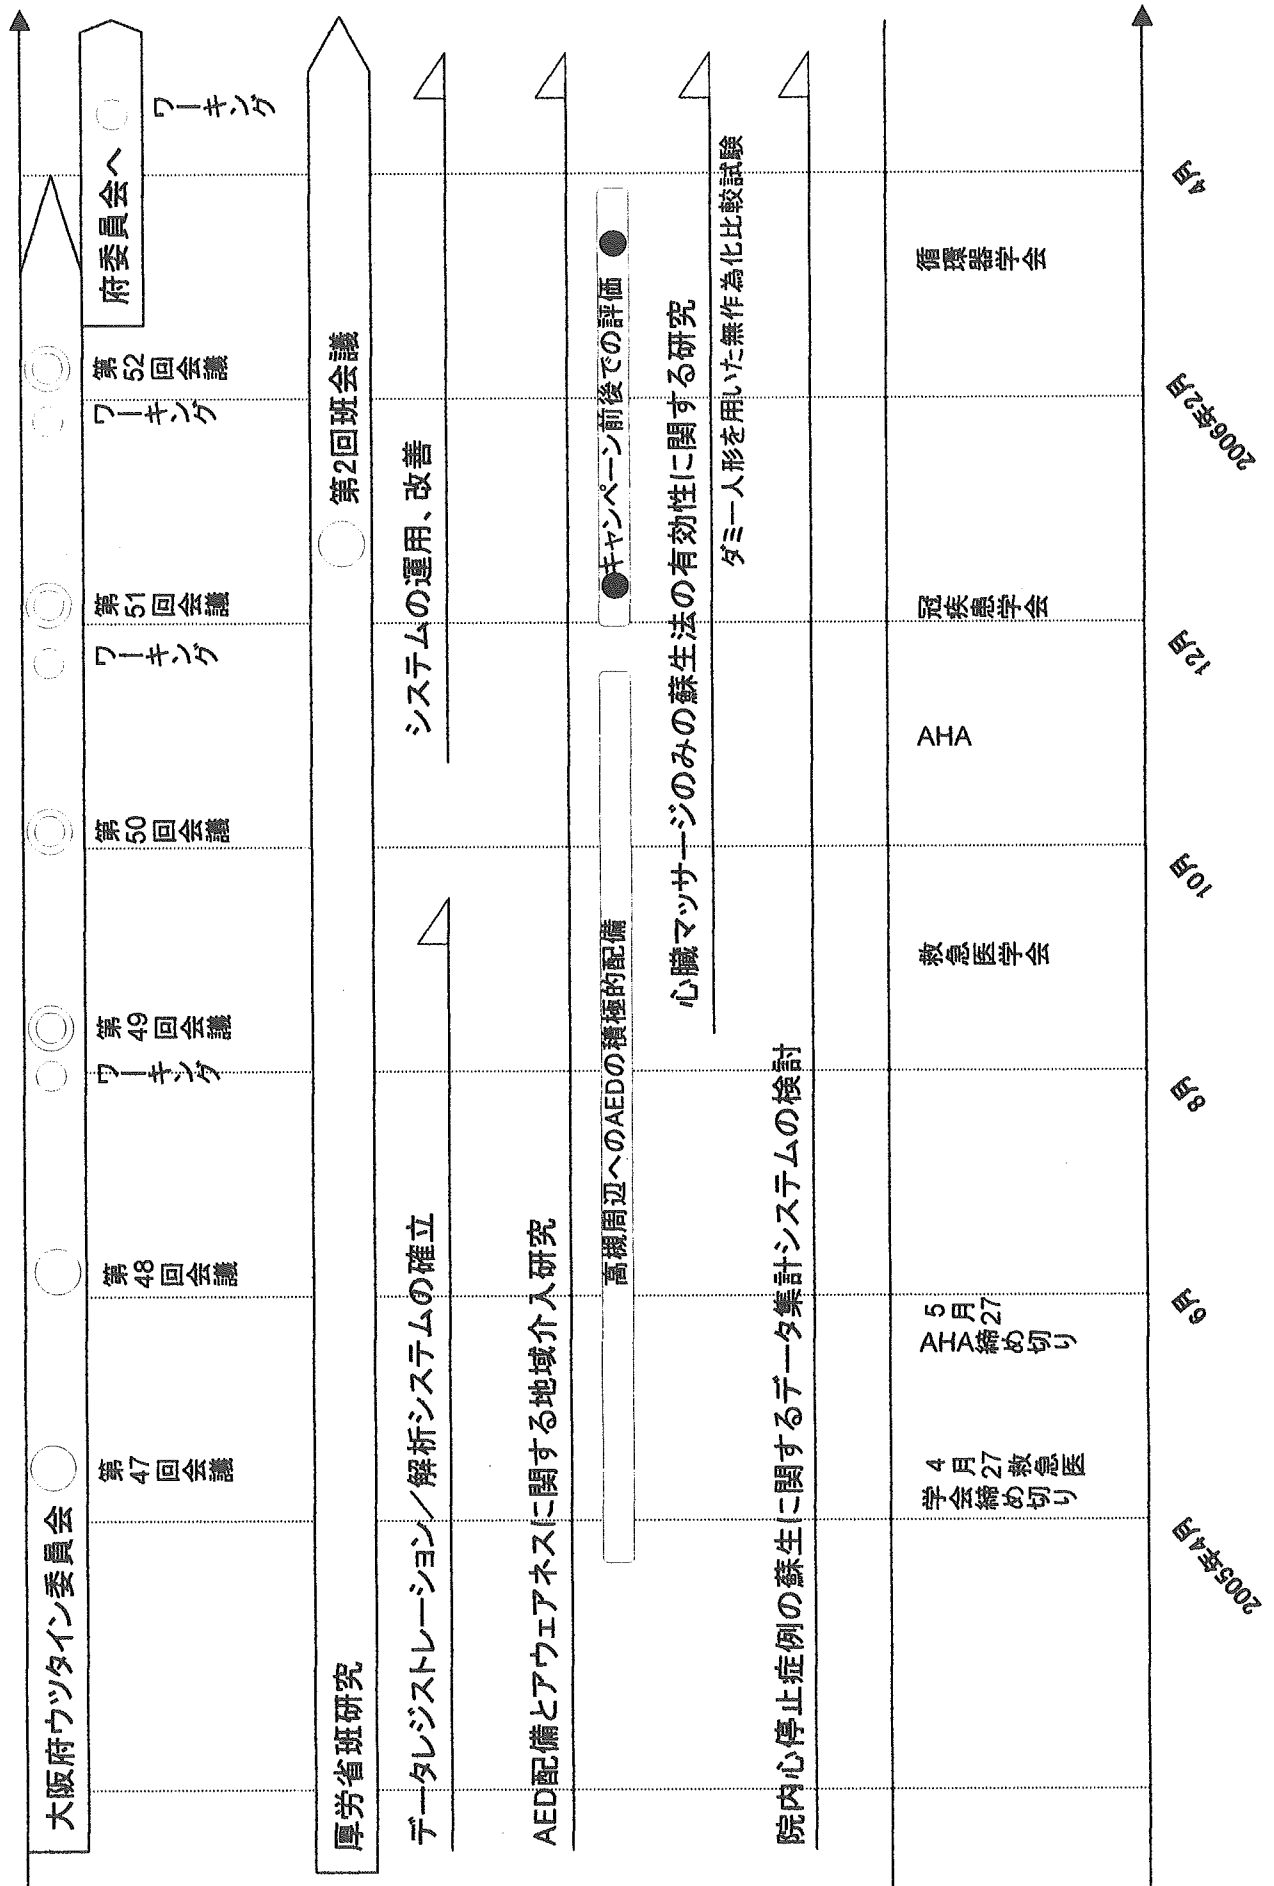 大阪府ウツタイン委員会
第47回会議
第48回会議
ワーキング
第49回会議
第50回会議
ワーキング
第51回会議
ワーキング
第52回会議
府委員会へ
ワーキング
厚労省班研究
第2回班会議
データレジストレーション/解析システムの確立
システムの運用、改善
AED配備とアウェアネスに関する地域介入研究
高槻周辺へのAEDの積極的配備
キャンペーン前後での評価
心臓マッサージのみの蘇生法の有効性に関する研究
ダミー人形を用いた無作為化比較試験
院内心停止症例の蘇生に関するデータ集計システムの検討
4月27救急医
学会締め切り
5月27
AHA締め切り
救急医学会
AHA
冠疾患学会
循環器学会
2005年4月
6月
8月
10月
12月
2006年2月
4月